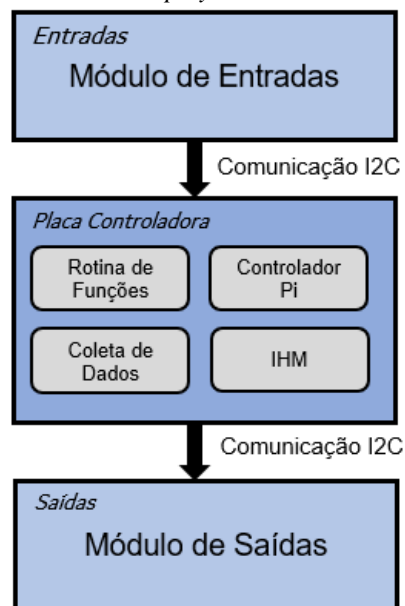 Entradas
Módulo de Entradas
Comunicação I2C
Placa Controladora
Rotina de
Funções
Controlador
Pi
Coleta de
Dados
IHM
Comunicação I2C
Saídas
Módulo de Saídas